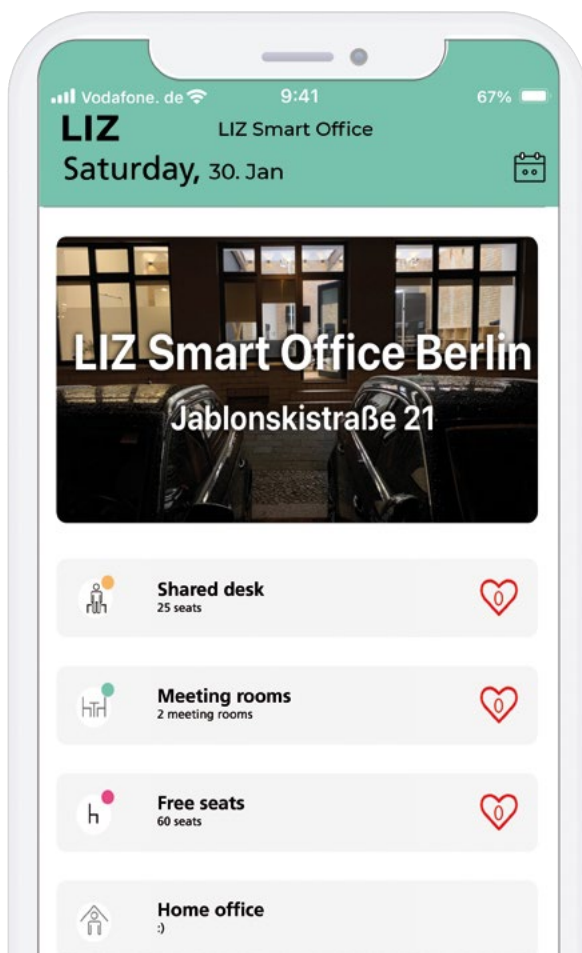 Vodafone. de 9:41 67%
LIZ LIZ Smart Office
Saturday, 30. Jan
LIZ Smart Office Berlin
Jablonskistraße 21
Shared desk
25 seats
0
Meeting rooms
2 meeting rooms
0
Free seats
60 seats
0
Home office
:)